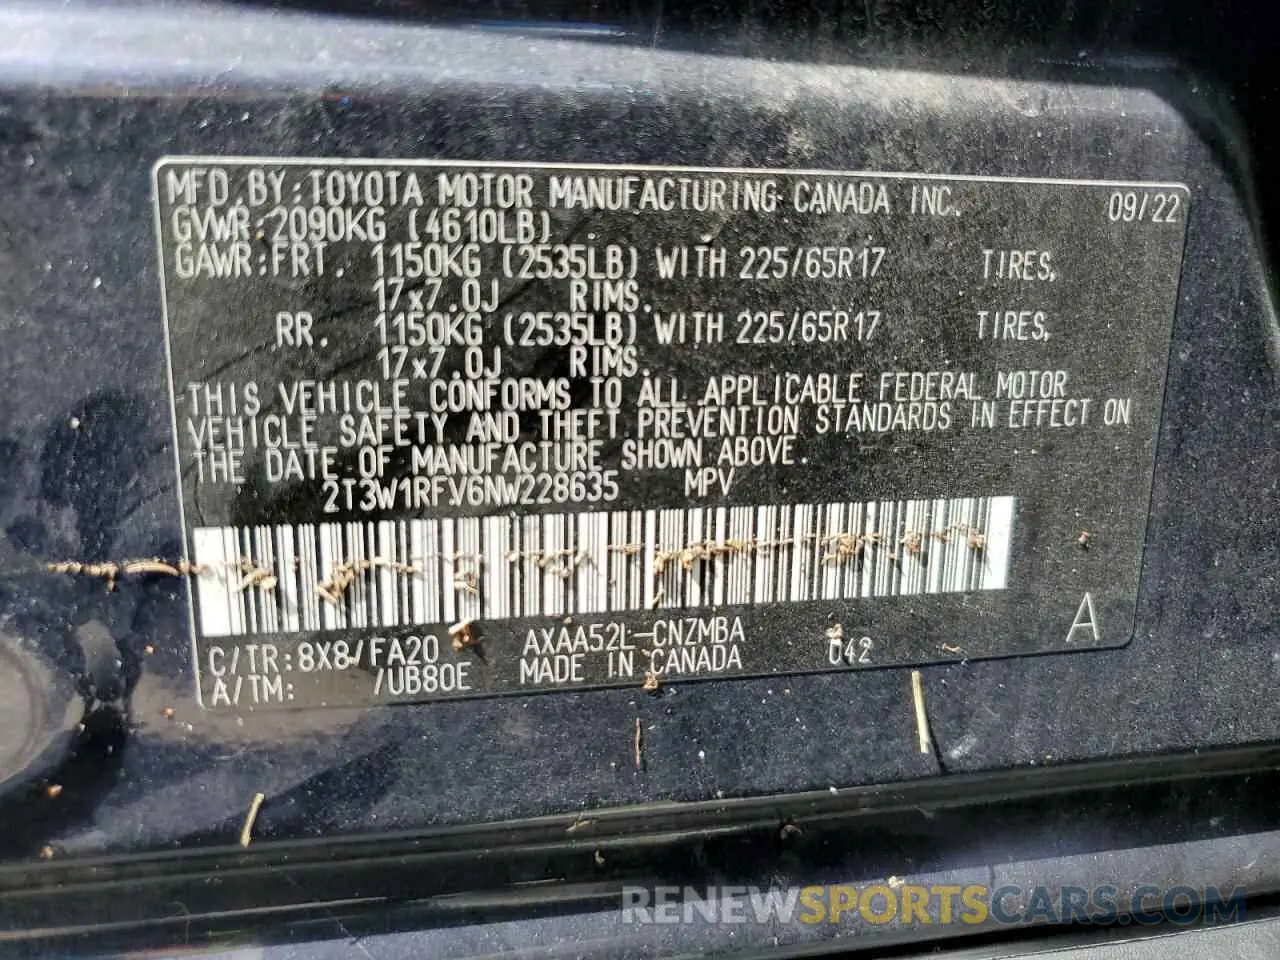 MFD. BY: TOYOTA MOTOR MANUFACTURING CANADA INC. 09/22
GVWR: 2090KG (4610LB)
GAWR: FRT. 1150KG (2535LB) WITH 225/65R17 TIRES,
17x7.0J RIMS.
RR. 1150KG (2535LB) WITH 225/65R17 TIRES,
17x7.0J RIMS.
THIS VEHICLE CONFORMS TO ALL APPLICABLE FEDERAL MOTOR
VEHICLE SAFETY AND THEFT PREVENTION STANDARDS IN EFFECT ON
THE DATE OF MANUFACTURE SHOWN ABOVE.
2T3W1RFV6NW228635 MPV
C/TR: 8X8/FA20 AXAA52L-CNZMBA 042 A
A/TM: /UB80E MADE IN CANADA
RENEWSPORTSCARS.COM